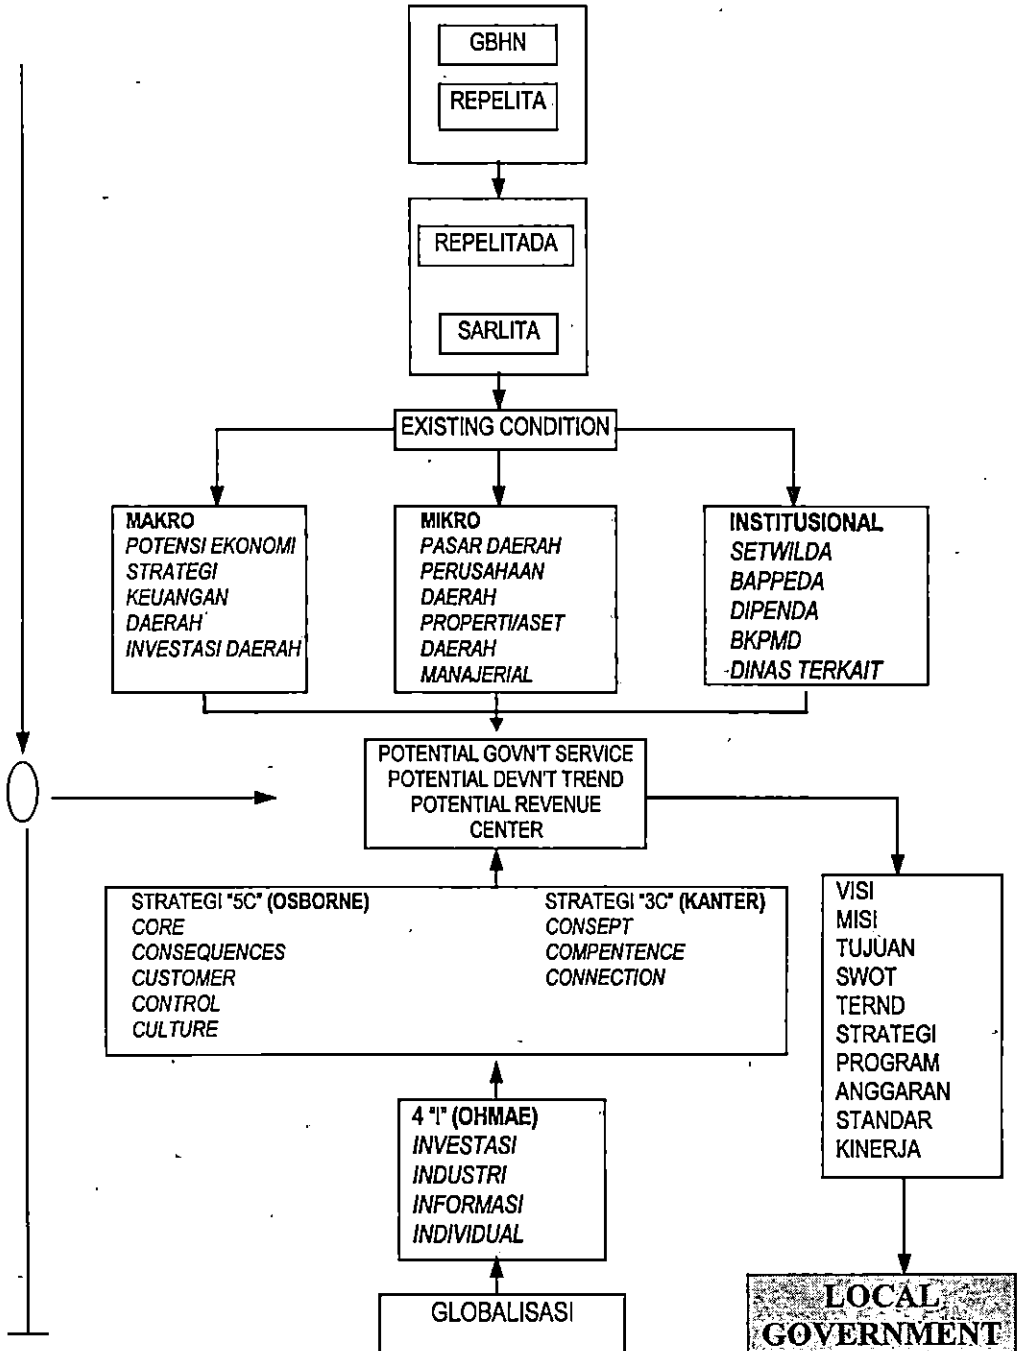 GBHN
REPELITA
REPELITADA
SARLITA
EXISTING CONDITION
MAKRO
POTENSI EKONOMI
STRATEGI
KEUANGAN
DAERAH
INVESTASI DAERAH
MIKRO
PASAR DAERAH
PERUSAHAAN
DAERAH
PROPERTI/ASET
DAERAH
MANAJERIAL
INSTITUSIONAL
SETWILDA
BAPPEDA
DIPENDA
BKPMD
DINAS TERKAIT
POTENTIAL GOVN'T SERVICE
POTENTIAL DEVN'T TREND
POTENTIAL REVENUE
CENTER
STRATEGI "5C" (OSBORNE)
CORE
CONSEQUENCES
CUSTOMER
CONTROL
CULTURE
STRATEGI "3C" (KANTER)
CONSEPT
COMPENTENCE
CONNECTION
VISI
MISI
TUJUAN
SWOT
TERND
STRATEGI
PROGRAM
ANGGARAN
STANDAR
KINERJA
4 "I" (OHMAE)
INVESTASI
INDUSTRI
INFORMASI
INDIVIDUAL
GLOBALISASI
LOCAL
GOVERNMENT